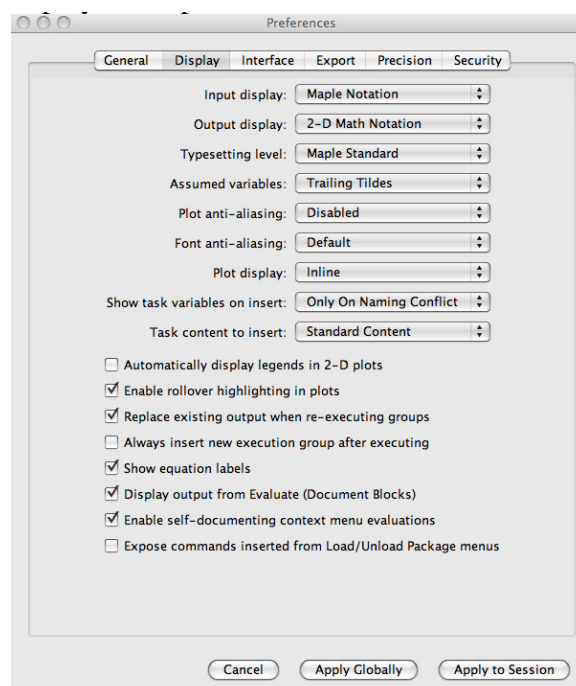 Preferences
General Display Interface Export Precision Security
Input display: Maple Notation
Output display: 2-D Math Notation
Typesetting level: Maple Standard
Assumed variables: Trailing Tildes
Plot anti-aliasing: Disabled
Font anti-aliasing: Default
Plot display: Inline
Show task variables on insert: Only On Naming Conflict
Task content to insert: Standard Content
Automatically display legends in 2-D plots
Enable rollover highlighting in plots
Replace existing output when re-executing groups
Always insert new execution group after executing
Show equation labels
Display output from Evaluate (Document Blocks)
Enable self-documenting context menu evaluations
Expose commands inserted from Load/Unload Package menus
Cancel Apply Globally Apply to Session